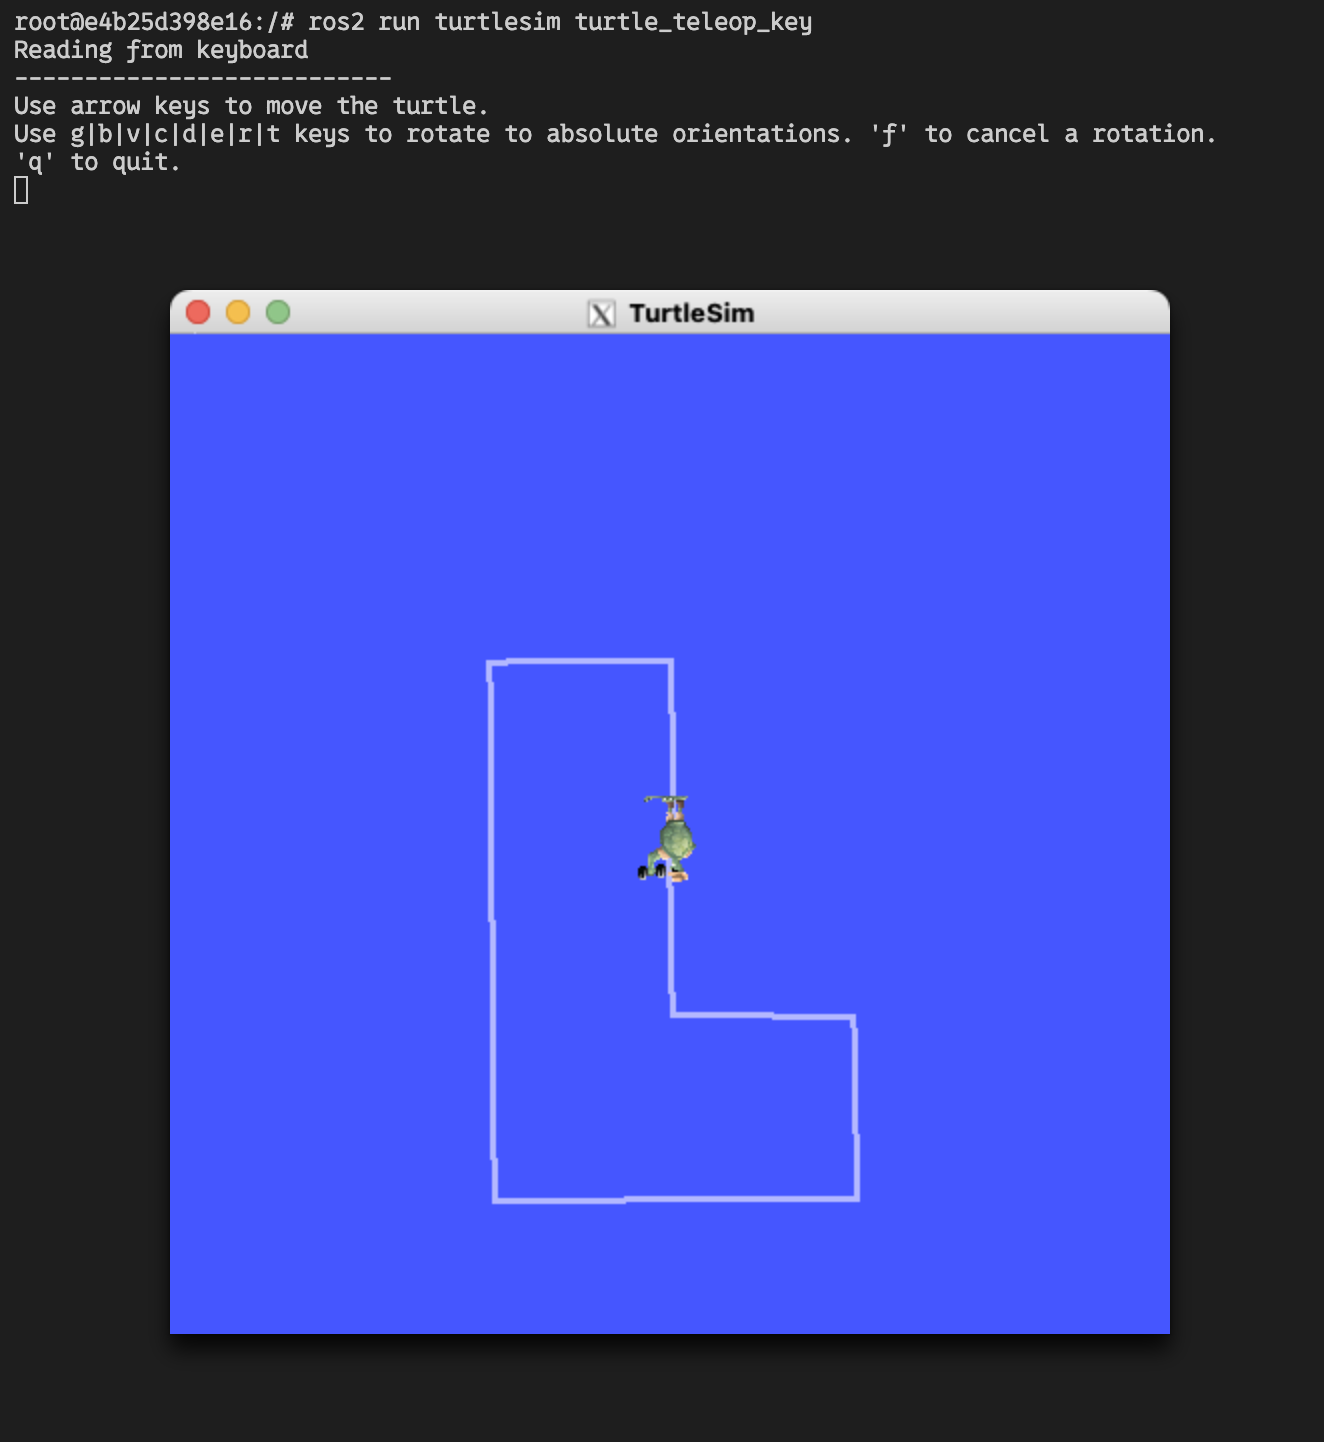 root@e4b25d398e16:/# ros2 run turtlesim turtle_teleop_key
Reading from keyboard
---------------------------
Use arrow keys to move the turtle.
Use g|b|v|c|d|e|r|t keys to rotate to absolute orientations. 'f' to cancel a rotation.
'q' to quit.
TurtleSim